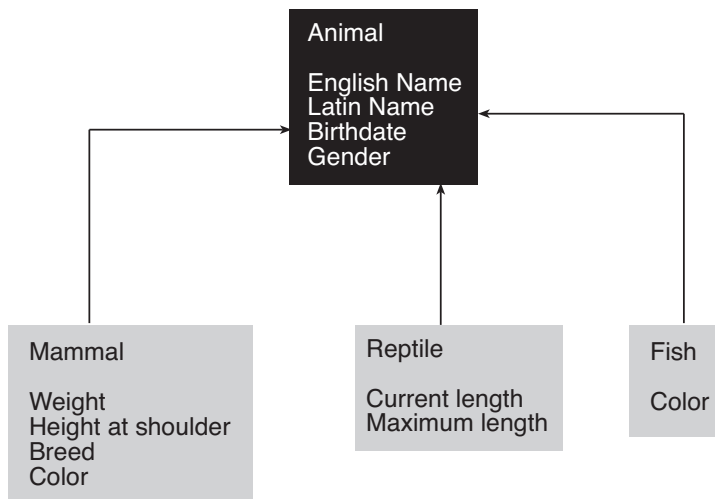 Animal
English Name
Latin Name
Birthdate
Gender
Mammal
Weight
Height at shoulder
Breed
Color
Reptile
Current length
Maximum length
Fish
Color